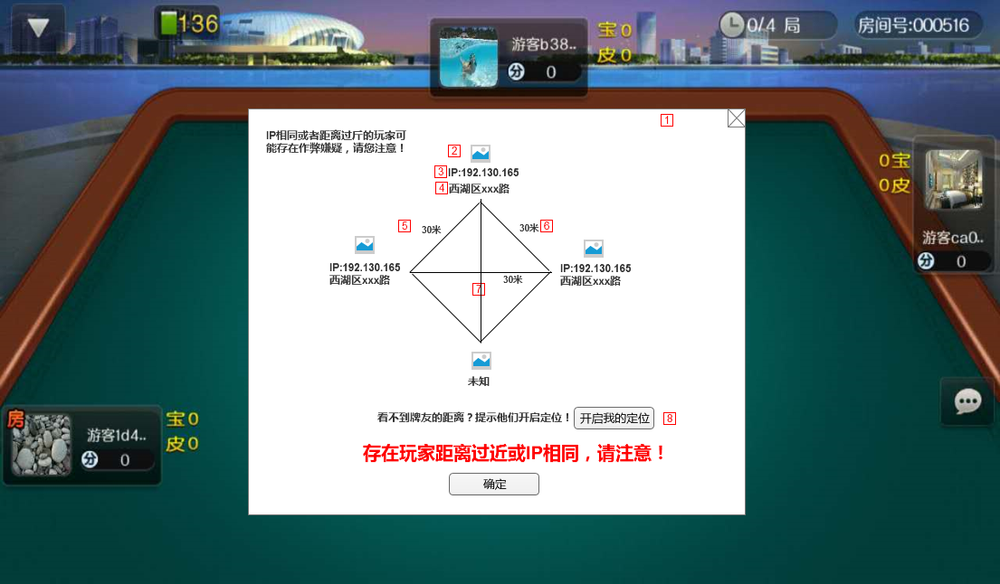 136
游客b38..
分 0
宝 0
皮 0
0/4 局
房间号:000516
1
IP相同或者距离过斤的玩家可
能存在作弊嫌疑，请您注意！
2
3 IP:192.130.165
4 西湖区xxx路
5 30米
30米 6
IP:192.130.165
西湖区xxx路
IP:192.130.165
西湖区xxx路
30米
7
未知
看不到牌友的距离？提示他们开启定位！ 开启我的定位 8
存在玩家距离过近或IP相同，请注意！
确定
0宝
0皮
游客ca0..
分 0
房
游客1d4..
分 0
宝0
皮0